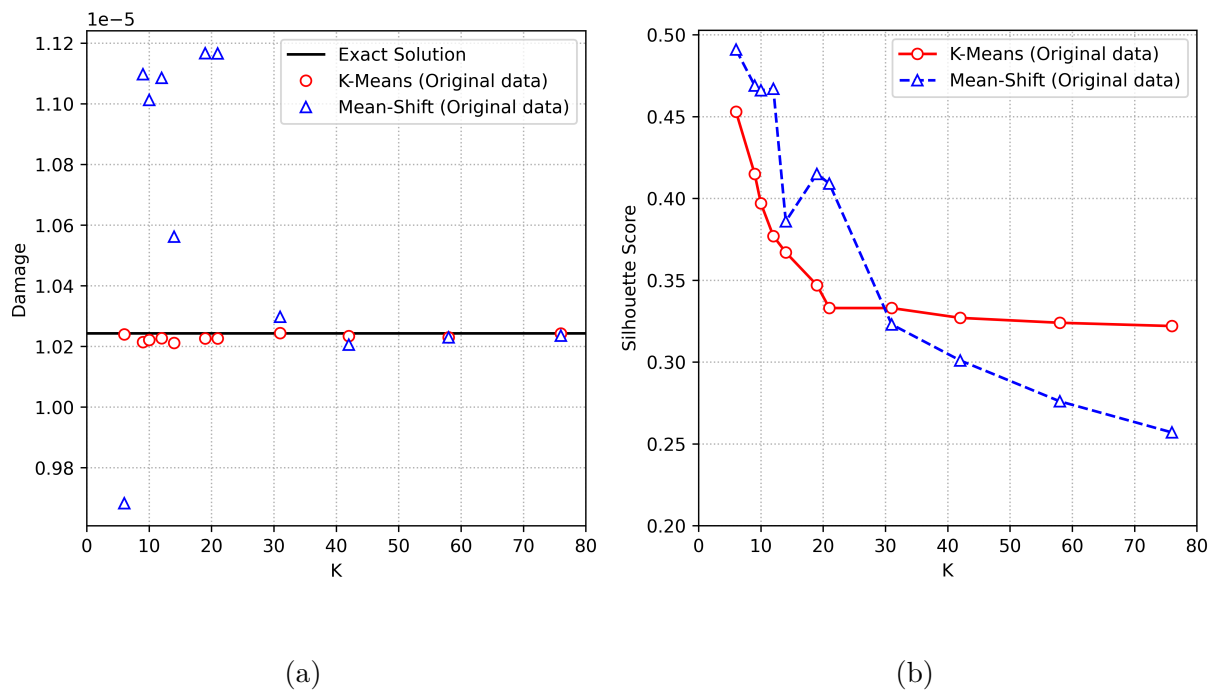 1e−5
1.12
1.10
1.08
1.06
1.04
1.02
1.00
0.98
Damage
0 10 20 30 40 50 60 70 80
K
Exact Solution
K-Means (Original data)
Mean-Shift (Original data)
(a)
0.50
0.45
0.40
0.35
0.30
0.25
0.20
Silhouette Score
0 10 20 30 40 50 60 70 80
K
K-Means (Original data)
Mean-Shift (Original data)
(b)